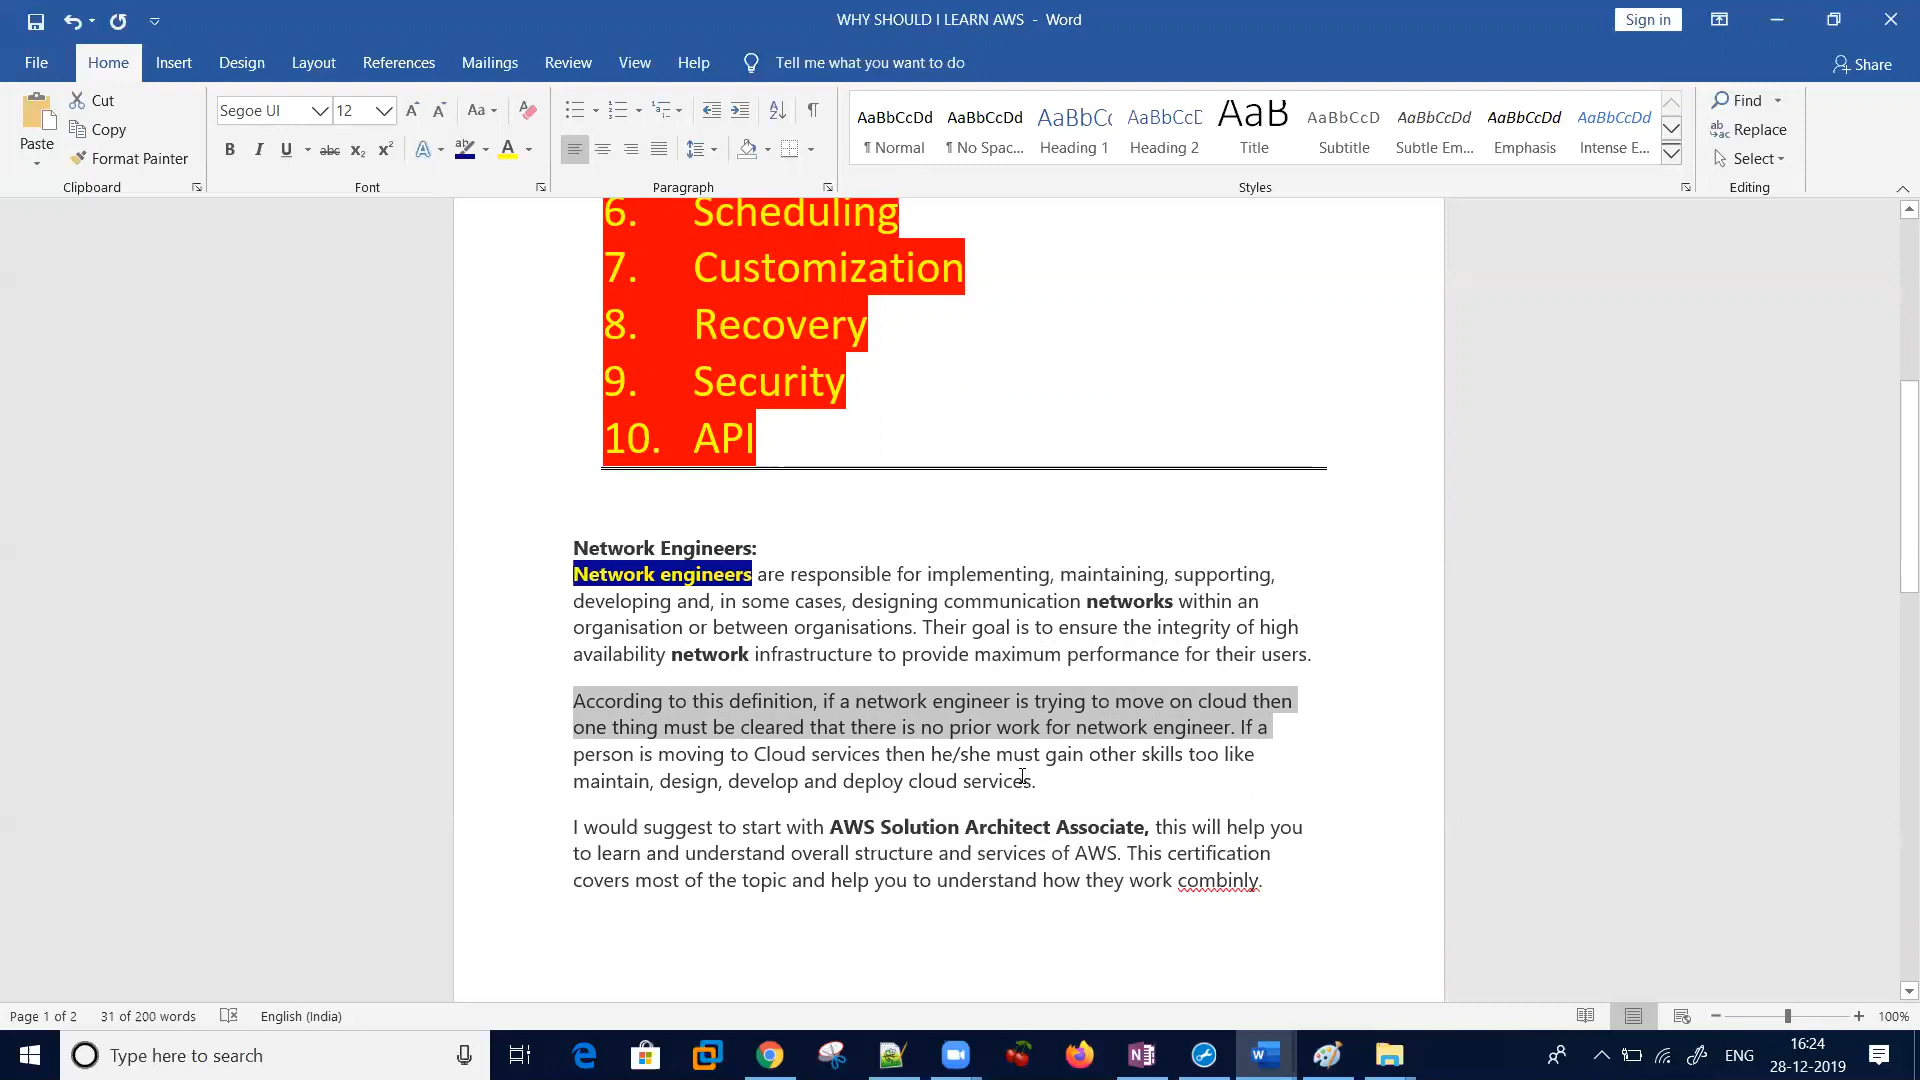 WHY SHOULD I LEARN AWS - Word
Sign in
File Home Insert Design Layout References Mailings Review View Help Tell me what you want to do Share
Paste
Cut
Copy
Format Painter
Clipboard
Segoe UI 12
Font
Paragraph
AaBbCcDd AaBbCcDd AaBbCc AaBbCcC AaB AaBbCcD AaBbCcDd AaBbCcDd AaBbCcDd
¶ Normal ¶ No Spac... Heading 1 Heading 2 Title Subtitle Subtle Em... Emphasis Intense E...
Styles
Find
Replace
Select
Editing
6. Scheduling
7. Customization
8. Recovery
9. Security
10. API
Network Engineers:
Network engineers are responsible for implementing, maintaining, supporting,
developing and, in some cases, designing communication networks within an
organisation or between organisations. Their goal is to ensure the integrity of high
availability network infrastructure to provide maximum performance for their users.
According to this definition, if a network engineer is trying to move on cloud then
one thing must be cleared that there is no prior work for network engineer. If a
person is moving to Cloud services then he/she must gain other skills too like
maintain, design, develop and deploy cloud services.
I would suggest to start with AWS Solution Architect Associate, this will help you
to learn and understand overall structure and services of AWS. This certification
covers most of the topic and help you to understand how they work combinly.
Page 1 of 2 31 of 200 words English (India) 100%
Type here to search
ENG
16:24
28-12-2019